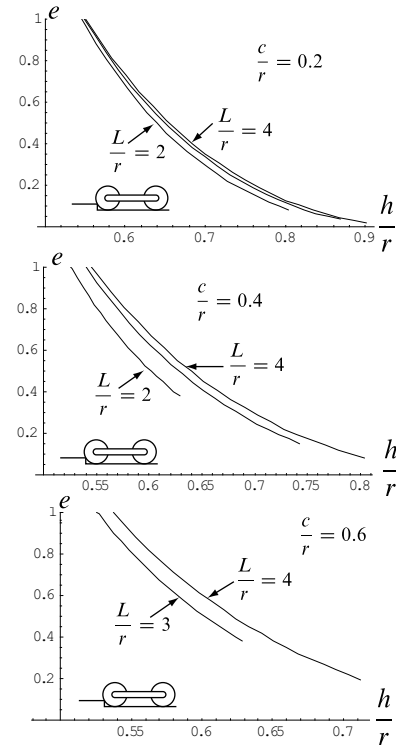 e
1
0.8
0.6
0.4
0.2
c/r = 0.2
L/r = 4
L/r = 2
0.6 0.7 0.8 0.9
h/r
e
1
0.8
0.6
0.4
0.2
c/r = 0.4
L/r = 4
L/r = 2
0.55 0.6 0.65 0.7 0.75 0.8
h/r
e
1
0.8
0.6
0.4
0.2
c/r = 0.6
L/r = 4
L/r = 3
0.55 0.6 0.65 0.7
h/r